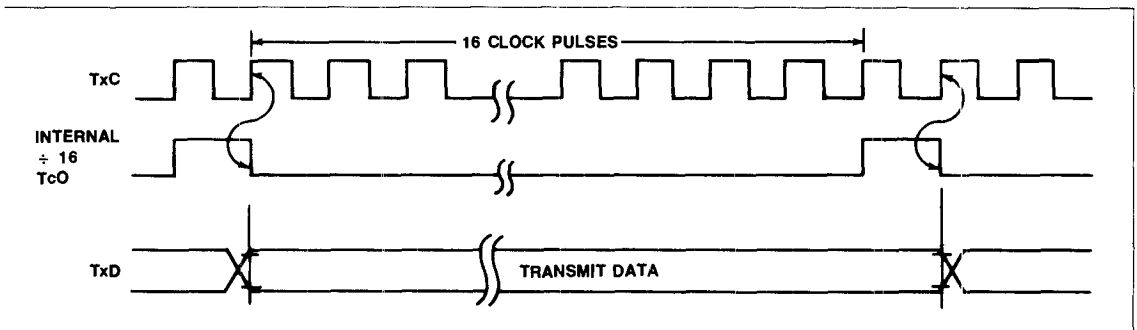 16 CLOCK PULSES
TxC
INTERNAL
÷ 16
TcO
TxD
TRANSMIT DATA